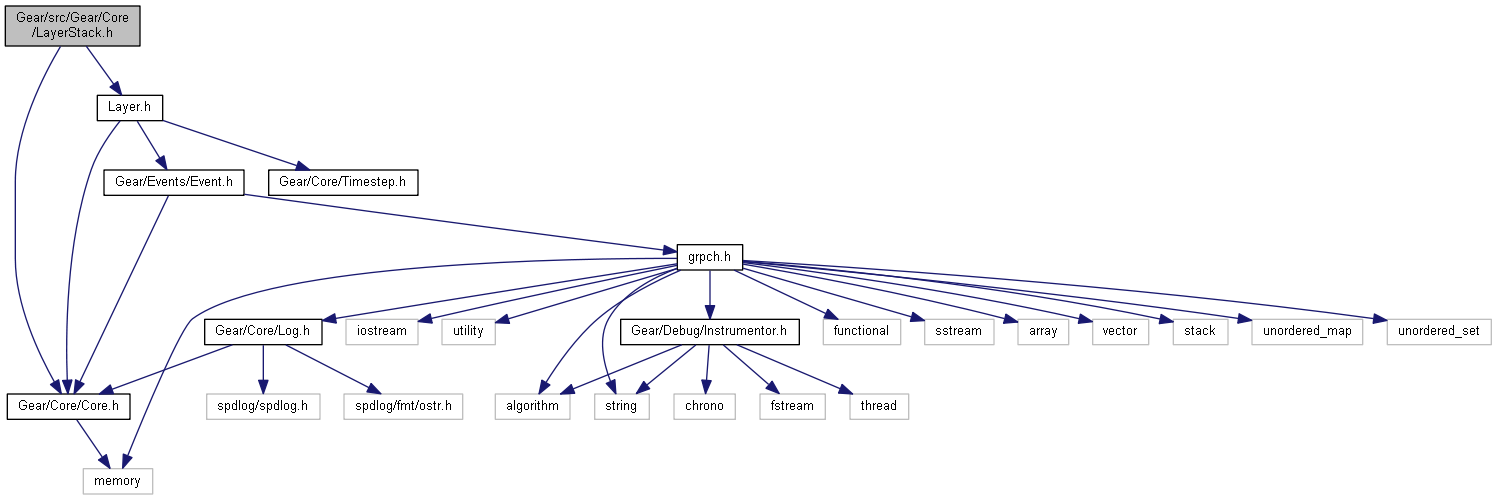 Gear/src/Gear/Core
/LayerStack.h
Layer.h
Gear/Events/Event.h
Gear/Core/Timestep.h
grpch.h
Gear/Core/Log.h
iostream
utility
Gear/Debug/Instrumentor.h
functional
sstream
array
vector
stack
unordered_map
unordered_set
Gear/Core/Core.h
spdlog/spdlog.h
spdlog/fmt/ostr.h
algorithm
string
chrono
fstream
thread
memory